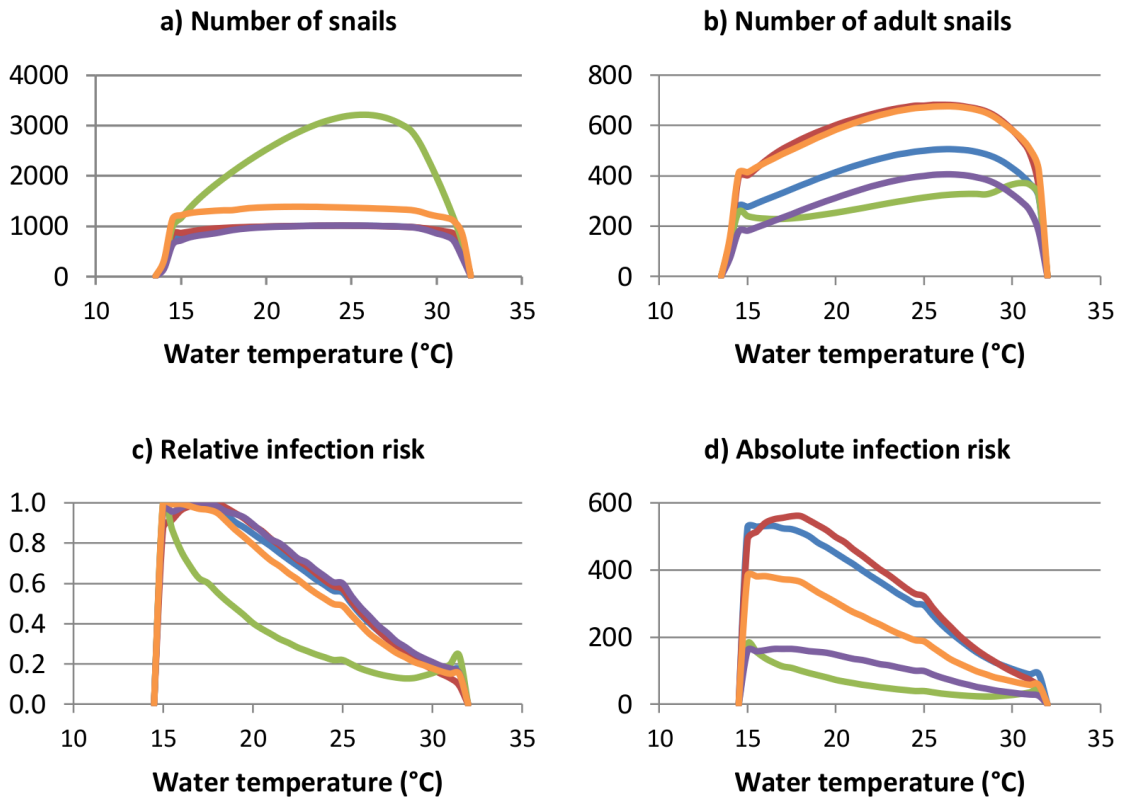 a) Number of snails
4000
3000
2000
1000
0
10 15 20 25 30 35
Water temperature (°C)
b) Number of adult snails
800
600
400
200
0
10 15 20 25 30 35
Water temperature (°C)
c) Relative infection risk
1.0
0.8
0.6
0.4
0.2
0.0
10 15 20 25 30 35
Water temperature (°C)
d) Absolute infection risk
600
400
200
0
10 15 20 25 30 35
Water temperature (°C)